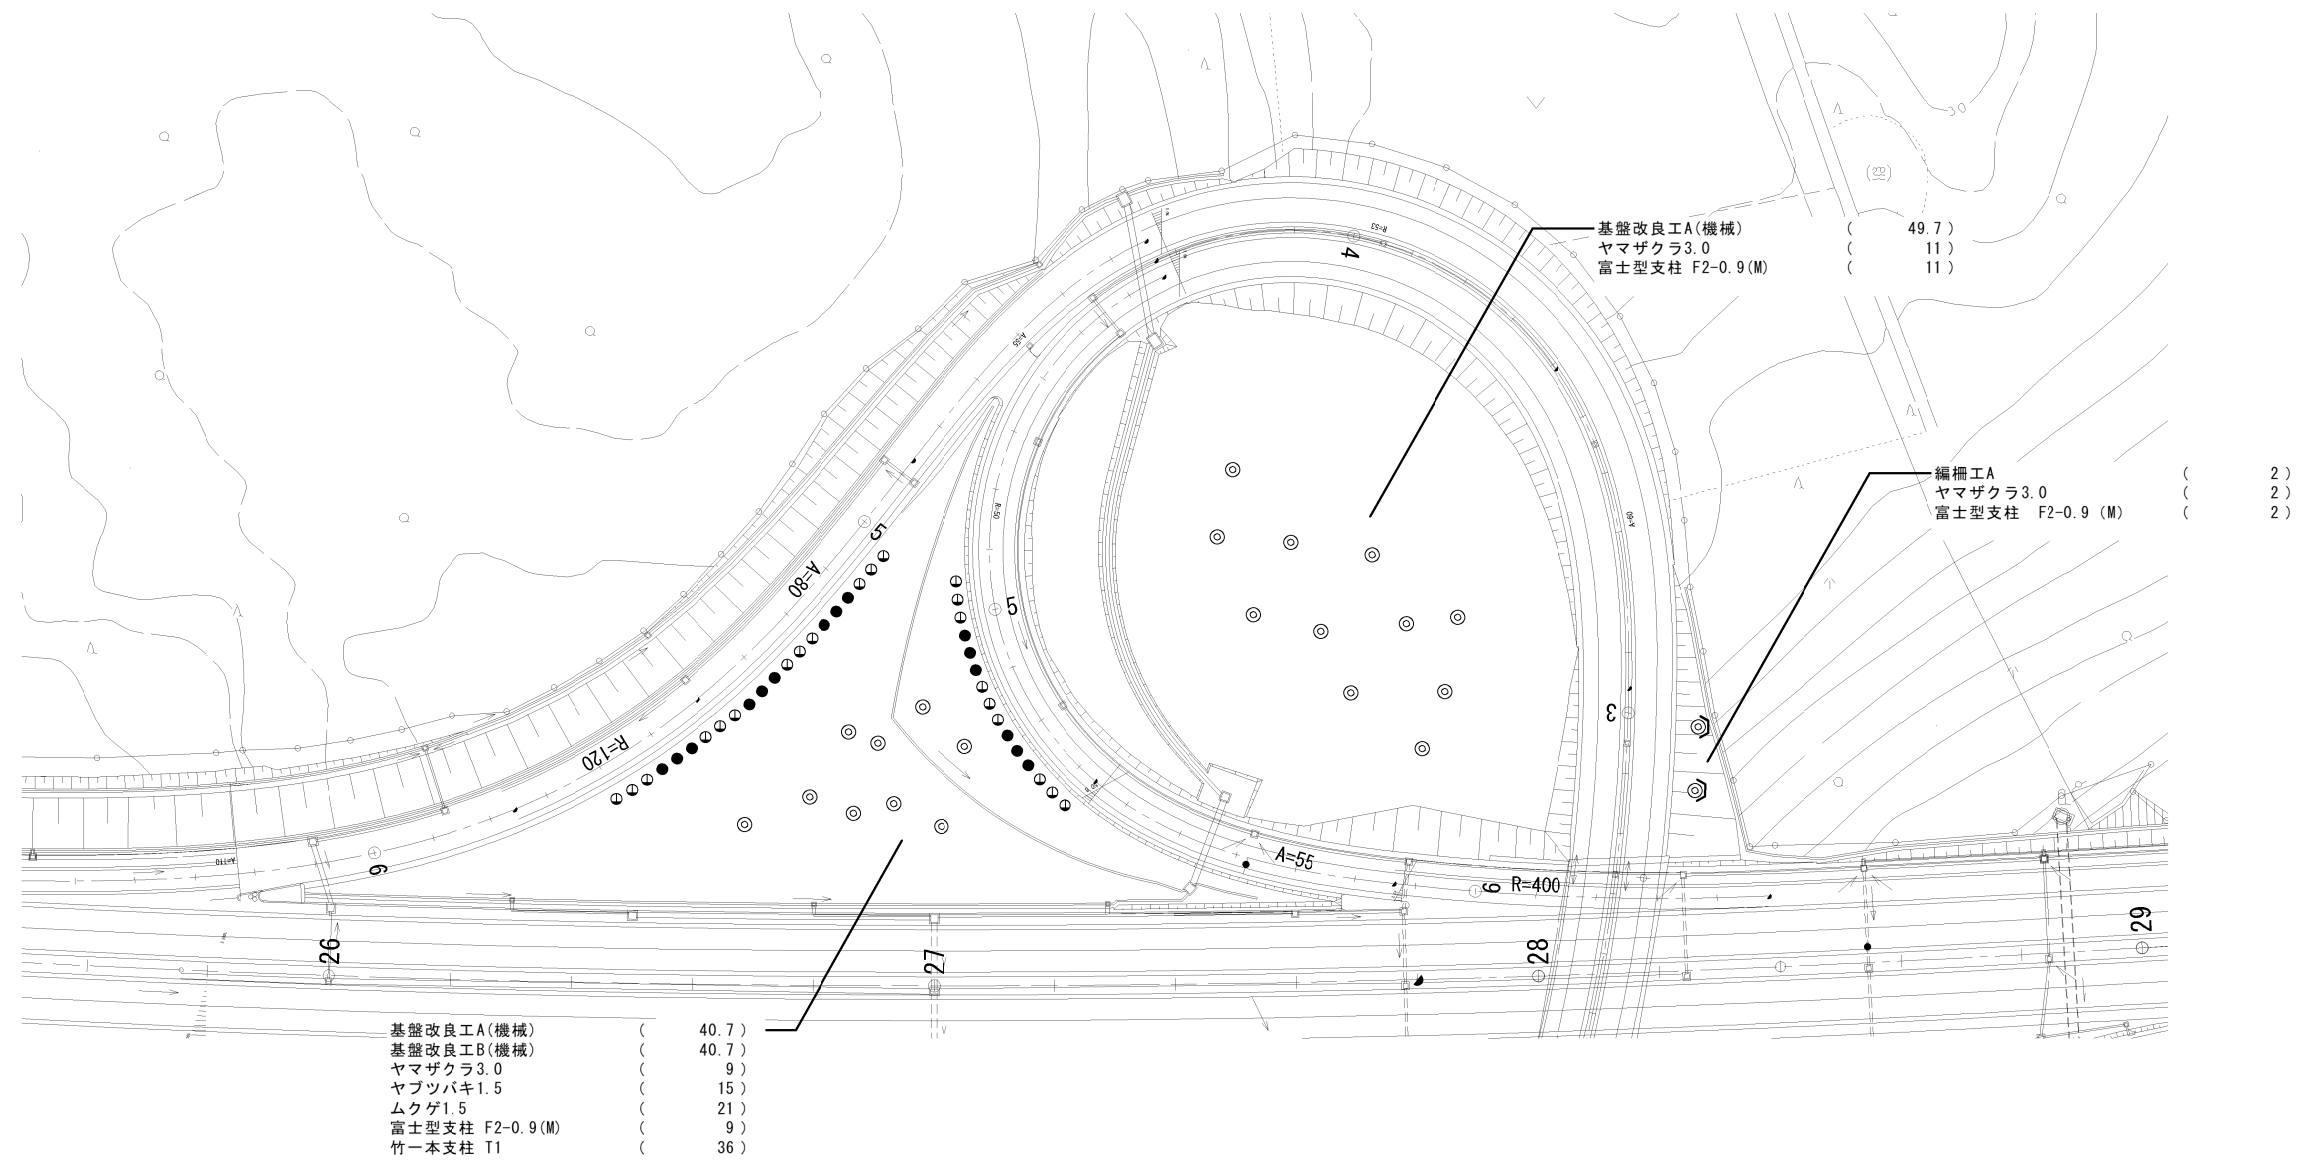 30
基盤改良工A(機械) ( 49.7 )
ヤマザクラ3.0 ( 11 )
富士型支柱 F2-0.9(M) ( 11 )
R=53
4
A=55
編柵工A ( 2 )
ヤマザクラ3.0 ( 2 )
富士型支柱 F2-0.9 (M) ( 2 )
R=50
A=60
5
A=80
5
3
R=120
A=110
6
A=55
6
R=400
26
27
28
29
基盤改良工A(機械) ( 40.7 )
基盤改良工B(機械) ( 40.7 )
ヤマザクラ3.0 ( 9 )
ヤブツバキ1.5 ( 15 )
ムクゲ1.5 ( 21 )
富士型支柱 F2-0.9(M) ( 9 )
竹一本支柱 T1 ( 36 )